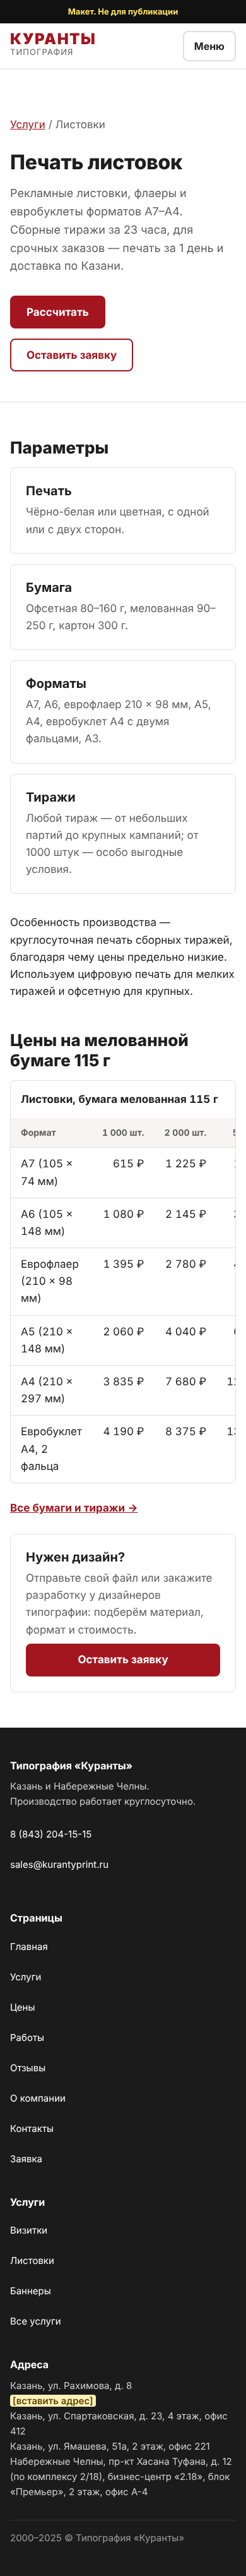 Макет. Не для публикации
КУРАНТЫ
ТИПОГРАФИЯ
Меню
Услуги / Листовки
Печать листовок
Рекламные листовки, флаеры и
евробуклеты форматов А7–А4.
Сборные тиражи за 23 часа, для
срочных заказов — печать за 1 день и
доставка по Казани.
Рассчитать
Оставить заявку
Параметры
Печать
Чёрно-белая или цветная, с одной
или с двух сторон.
Бумага
Офсетная 80–160 г, мелованная 90–
250 г, картон 300 г.
Форматы
А7, А6, еврофлаер 210 × 98 мм, А5,
А4, евробуклет А4 с двумя
фальцами, А3.
Тиражи
Любой тираж — от небольших
партий до крупных кампаний; от
1000 штук — особо выгодные
условия.
Особенность производства —
круглосуточная печать сборных тиражей,
благодаря чему цены предельно низкие.
Используем цифровую печать для мелких
тиражей и офсетную для крупных.
Цены на мелованной
бумаге 115 г
Листовки, бумага мелованная 115 г
Формат 1 000 шт. 2 000 шт.
А7 (105 × 615 ₽ 1 225 ₽
74 мм)
А6 (105 × 1 080 ₽ 2 145 ₽
148 мм)
Еврофлаер 1 395 ₽ 2 780 ₽
(210 × 98
мм)
А5 (210 × 2 060 ₽ 4 040 ₽
148 мм)
А4 (210 × 3 835 ₽ 7 680 ₽
297 мм)
Евробуклет 4 190 ₽ 8 375 ₽
А4, 2
фальца
Все бумаги и тиражи →
Нужен дизайн?
Отправьте свой файл или закажите
разработку у дизайнеров
типографии: подберём материал,
формат и стоимость.
Оставить заявку
Типография «Куранты»
Казань и Набережные Челны.
Производство работает круглосуточно.
8 (843) 204-15-15
sales@kurantyprint.ru
Страницы
Главная
Услуги
Цены
Работы
Отзывы
О компании
Контакты
Заявка
Услуги
Визитки
Листовки
Баннеры
Все услуги
Адреса
Казань, ул. Рахимова, д. 8
[вставить адрес]
Казань, ул. Спартаковская, д. 23, 4 этаж, офис
412
Казань, ул. Ямашева, 51а, 2 этаж, офис 221
Набережные Челны, пр-кт Хасана Туфана, д. 12
(по комплексу 2/18), бизнес-центр «2.18», блок
«Премьер», 2 этаж, офис А-4
2000–2025 © Типография «Куранты»